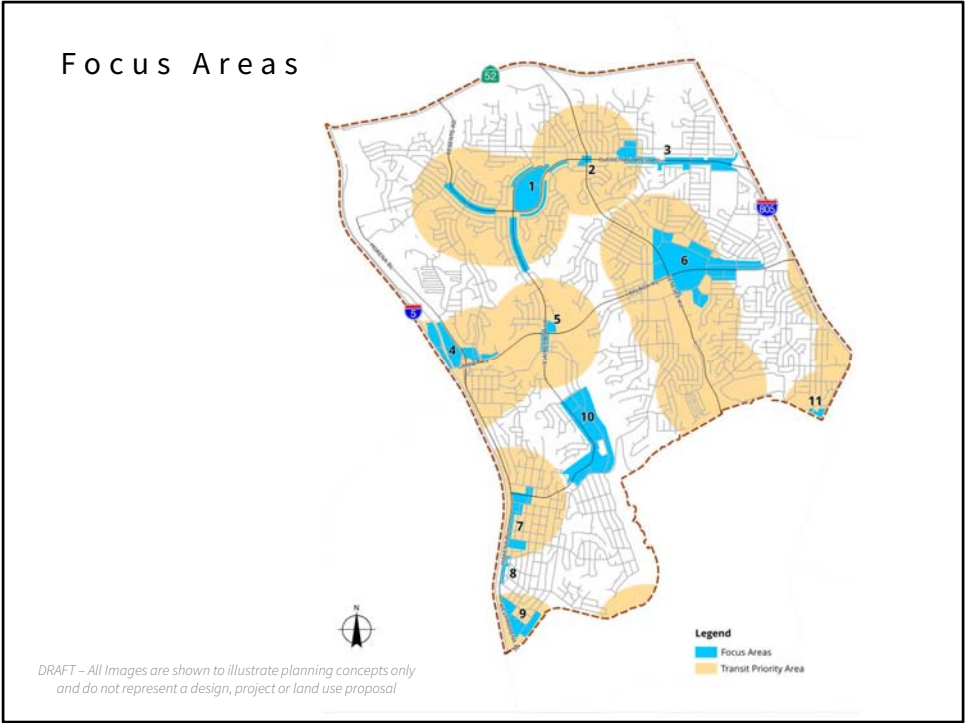 Focus Areas
52
3
2
1
805
6
5
5
4
11
10
7
8
9
N
Legend
Focus Areas
Transit Priority Area
DRAFT – All Images are shown to illustrate planning concepts only
and do not represent a design, project or land use proposal